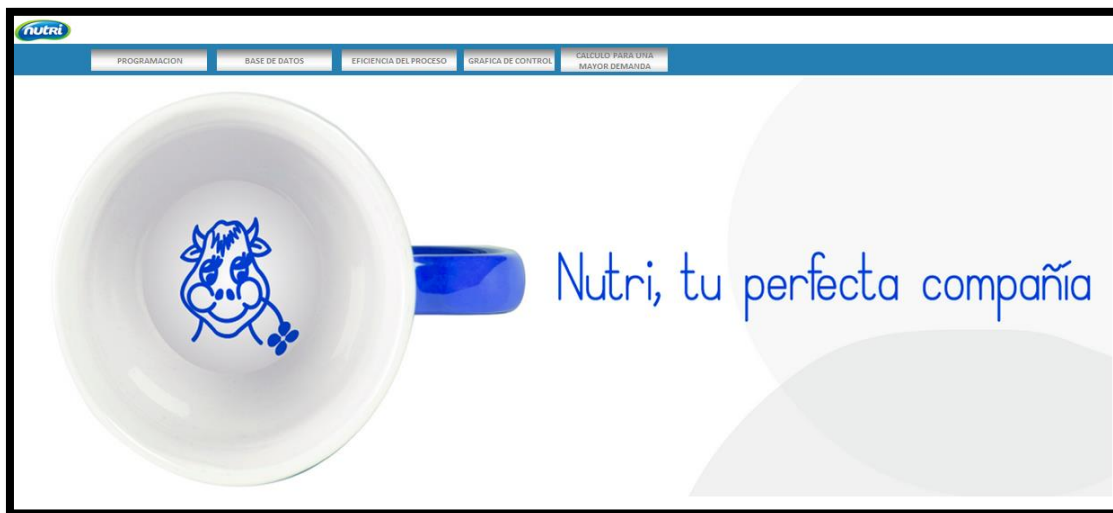 nutri
PROGRAMACION
BASE DE DATOS
EFICIENCIA DEL PROCESO
GRAFICA DE CONTROL
CALCULO PARA UNA
MAYOR DEMANDA
Nutri, tu perfecta compañía